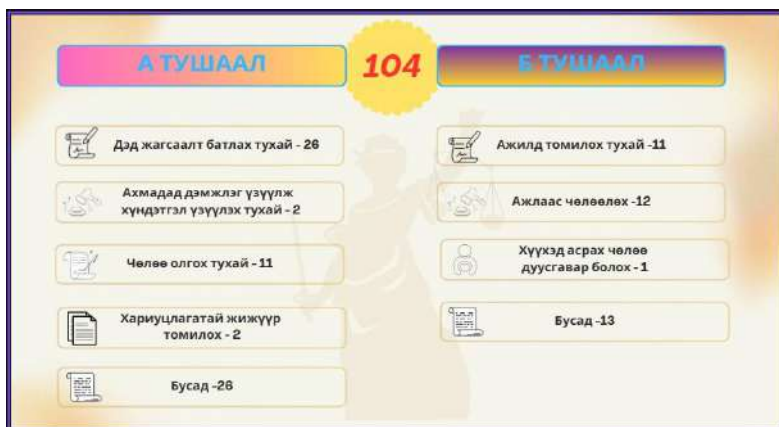 А ТУШААЛ
104
Б ТУШААЛ
Дэд жагсаалт батлах тухай - 26
Ахмадад дэмжлэг үзүүлж
хүндэтгэл үзүүлэх тухай - 2
Чөлөө олгох тухай - 11
Хариуцлагатай жижүүр
томилох - 2
Бусад -26
Ажилд томилох тухай -11
Ажлаас чөлөөлөх -12
Хүүхэд асрах чөлөө
дуусгавар болох - 1
Бусад -13